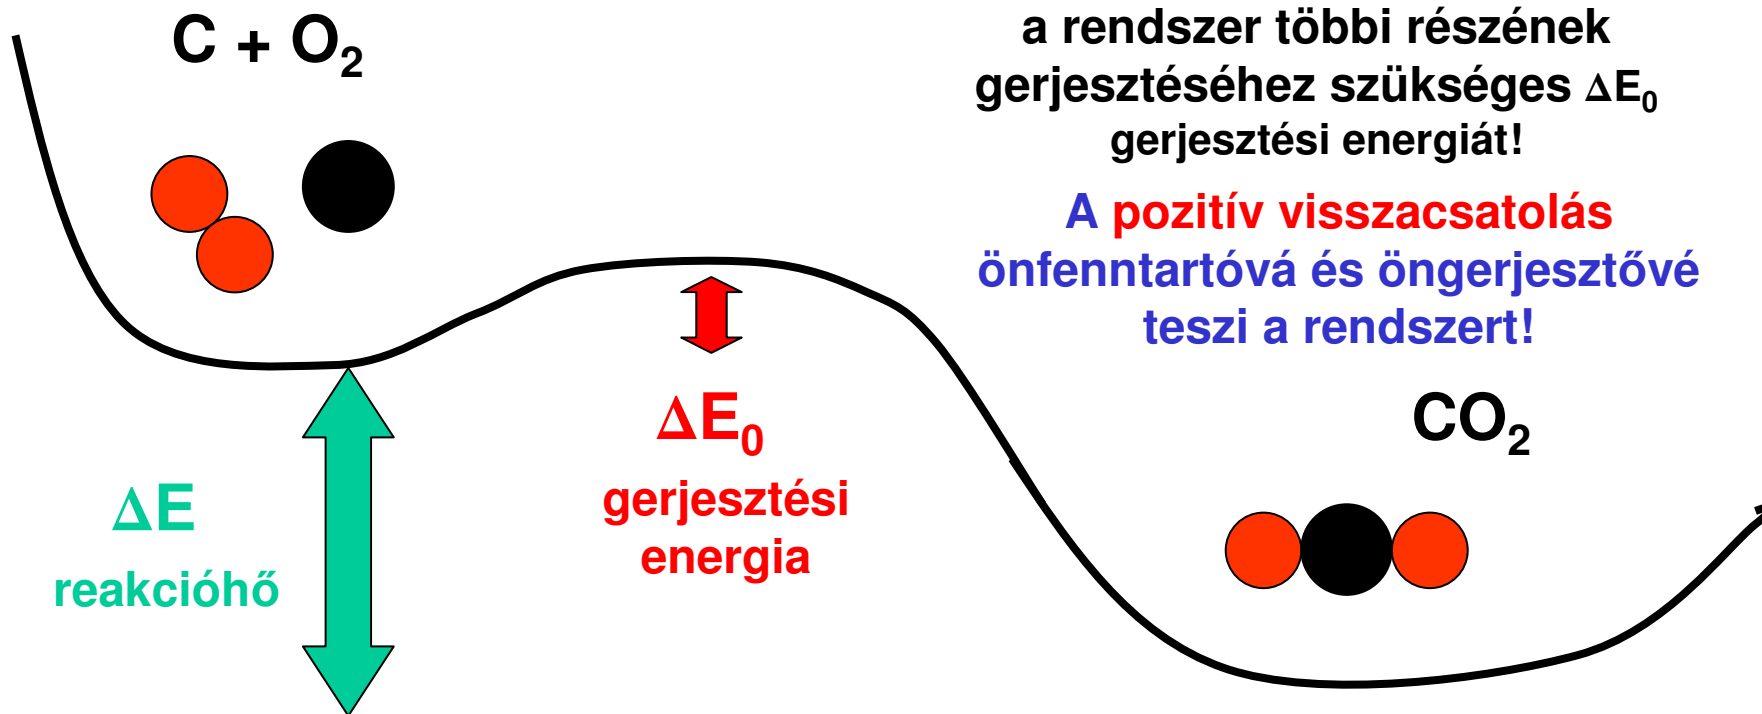 C + O₂
a rendszer többi részének
gerjesztéséhez szükséges ΔE₀
gerjesztési energiát!
A pozitív visszacsatolás
önfenntartóvá és öngerjesztővé
teszi a rendszert!
ΔE₀
gerjesztési
energia
CO₂
ΔE
reakcióhő